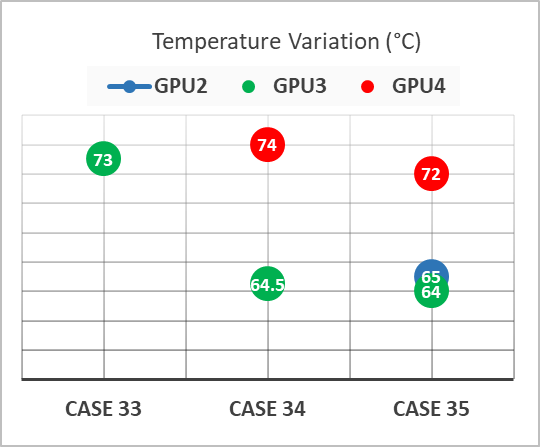 Temperature Variation (°C)
GPU2 GPU3 GPU4
73
74
72
64.5
65
64
CASE 33 CASE 34 CASE 35